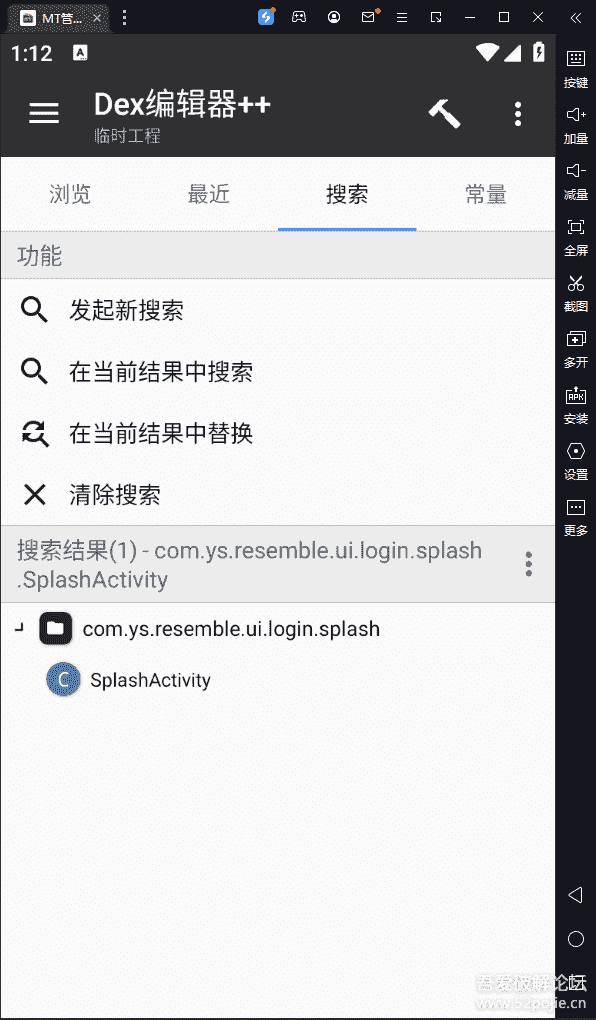 MT管...
1:12
A
Dex编辑器++
临时工程
浏览
最近
搜索
常量
功能
发起新搜索
在当前结果中搜索
在当前结果中替换
清除搜索
搜索结果(1) - com.ys.resemble.ui.login.splash
.SplashActivity
com.ys.resemble.ui.login.splash
C
SplashActivity
按键
加量
减量
全屏
截图
多开
APK
安装
设置
更多
吾爱破解论坛
www.52pojie.cn